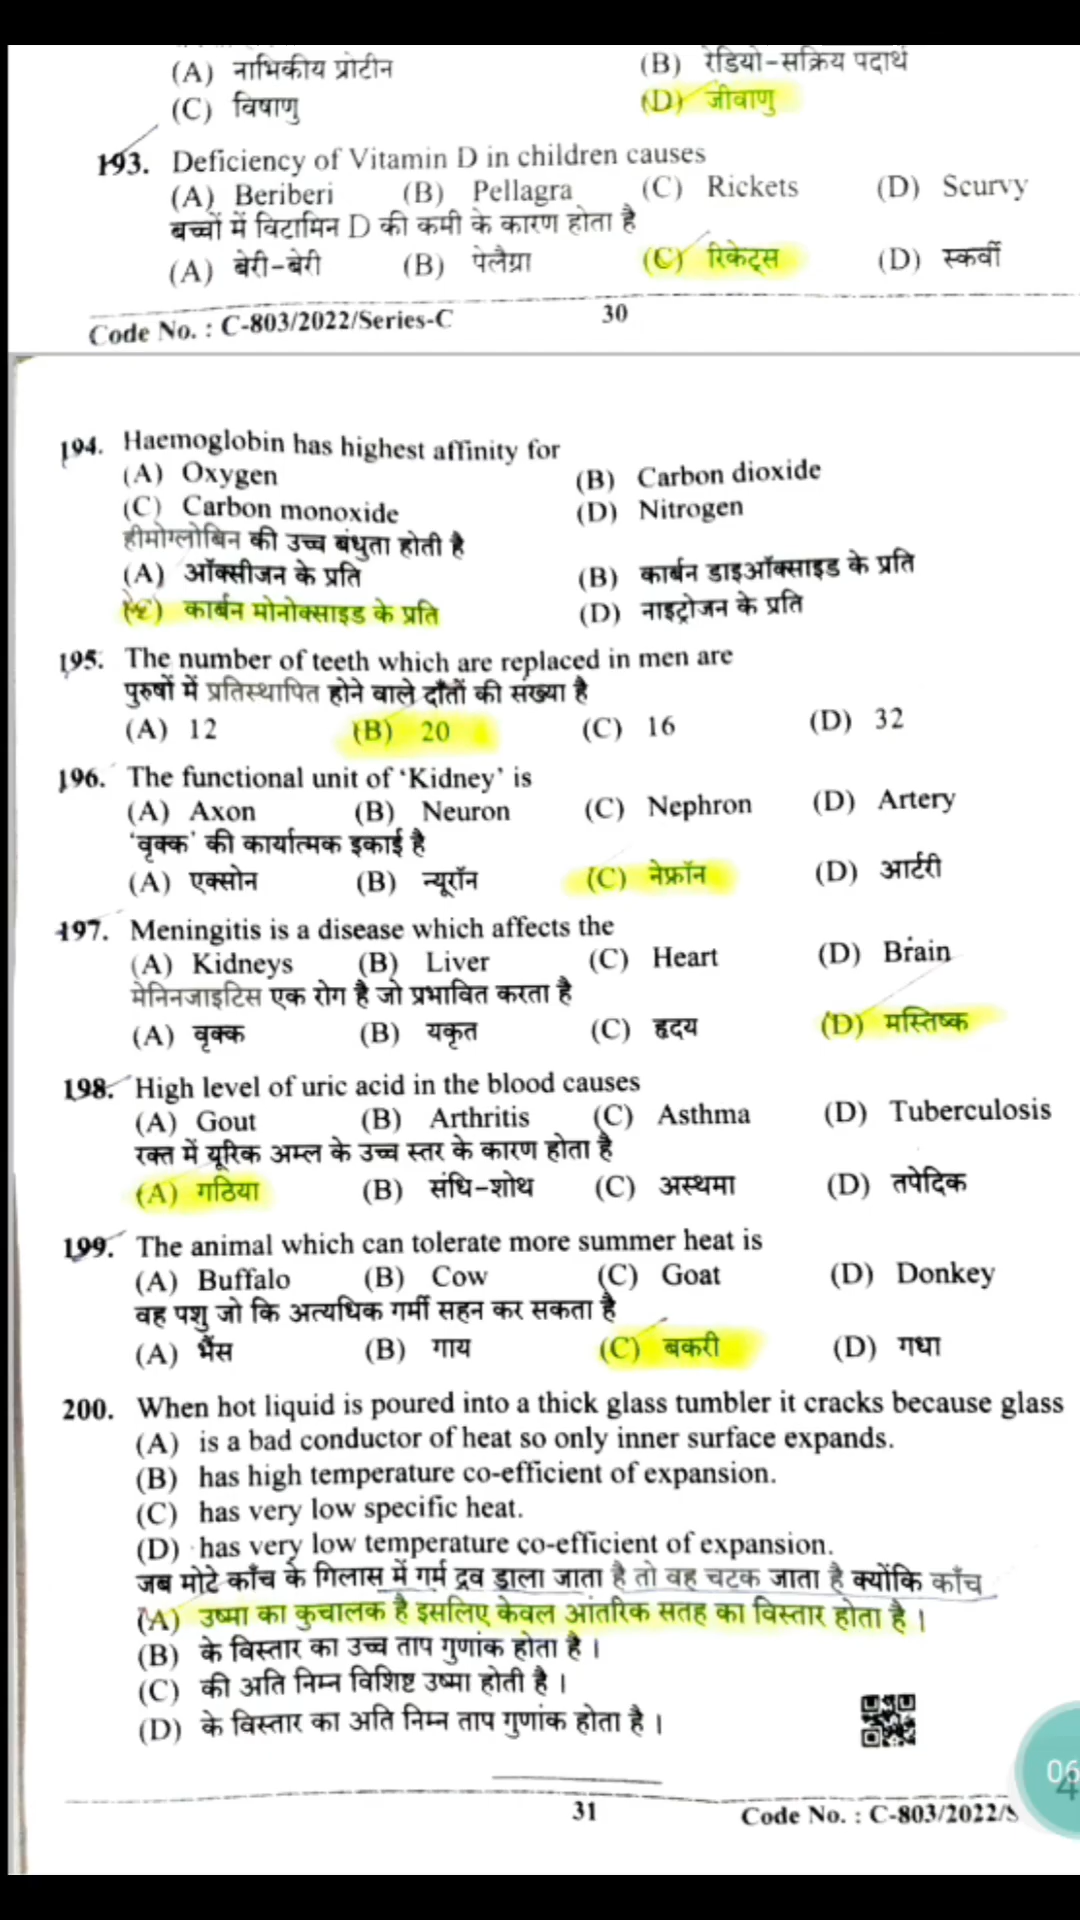 (A) नाभिकीय प्रोटीन (B) रेडियो-सक्रिय पदार्थ
(C) विषाणु (D) जीवाणु
193. Deficiency of Vitamin D in children causes
(A) Beriberi (B) Pellagra (C) Rickets (D) Scurvy
बच्चों में विटामिन D की कमी के कारण होता है
(A) बेरी-बेरी (B) पेलैग्रा (C) रिकेट्स (D) स्कर्वी
Code No. : C-803/2022/Series-C 30
194. Haemoglobin has highest affinity for
(A) Oxygen (B) Carbon dioxide
(C) Carbon monoxide (D) Nitrogen
हीमोग्लोबिन की उच्च बंधुता होती है
(A) ऑक्सीजन के प्रति (B) कार्बन डाइऑक्साइड के प्रति
(C) कार्बन मोनोक्साइड के प्रति (D) नाइट्रोजन के प्रति
195. The number of teeth which are replaced in men are
पुरुषों में प्रतिस्थापित होने वाले दाँतों की संख्या है
(A) 12 (B) 20 (C) 16 (D) 32
196. The functional unit of ‘Kidney’ is
(A) Axon (B) Neuron (C) Nephron (D) Artery
‘वृक्क’ की कार्यात्मक इकाई है
(A) एक्सोन (B) न्यूरॉन (C) नेफ्रॉन (D) आर्टरी
197. Meningitis is a disease which affects the
(A) Kidneys (B) Liver (C) Heart (D) Brain
मेनिनजाइटिस एक रोग है जो प्रभावित करता है
(A) वृक्क (B) यकृत (C) हृदय (D) मस्तिष्क
198. High level of uric acid in the blood causes
(A) Gout (B) Arthritis (C) Asthma (D) Tuberculosis
रक्त में यूरिक अम्ल के उच्च स्तर के कारण होता है
(A) गठिया (B) संधि-शोथ (C) अस्थमा (D) तपेदिक
199. The animal which can tolerate more summer heat is
(A) Buffalo (B) Cow (C) Goat (D) Donkey
वह पशु जो कि अत्यधिक गर्मी सहन कर सकता है
(A) भैंस (B) गाय (C) बकरी (D) गधा
200. When hot liquid is poured into a thick glass tumbler it cracks because glass
(A) is a bad conductor of heat so only inner surface expands.
(B) has high temperature co-efficient of expansion.
(C) has very low specific heat.
(D) has very low temperature co-efficient of expansion.
जब मोटे काँच के गिलास में गर्म द्रव डाला जाता है तो वह चटक जाता है क्योंकि काँच
(A) उष्मा का कुचालक है इसलिए केवल आंतरिक सतह का विस्तार होता है ।
(B) के विस्तार का उच्च ताप गुणांक होता है ।
(C) की अति निम्न विशिष्ट उष्मा होती है ।
(D) के विस्तार का अति निम्न ताप गुणांक होता है ।
31 Code No. : C-803/2022/S